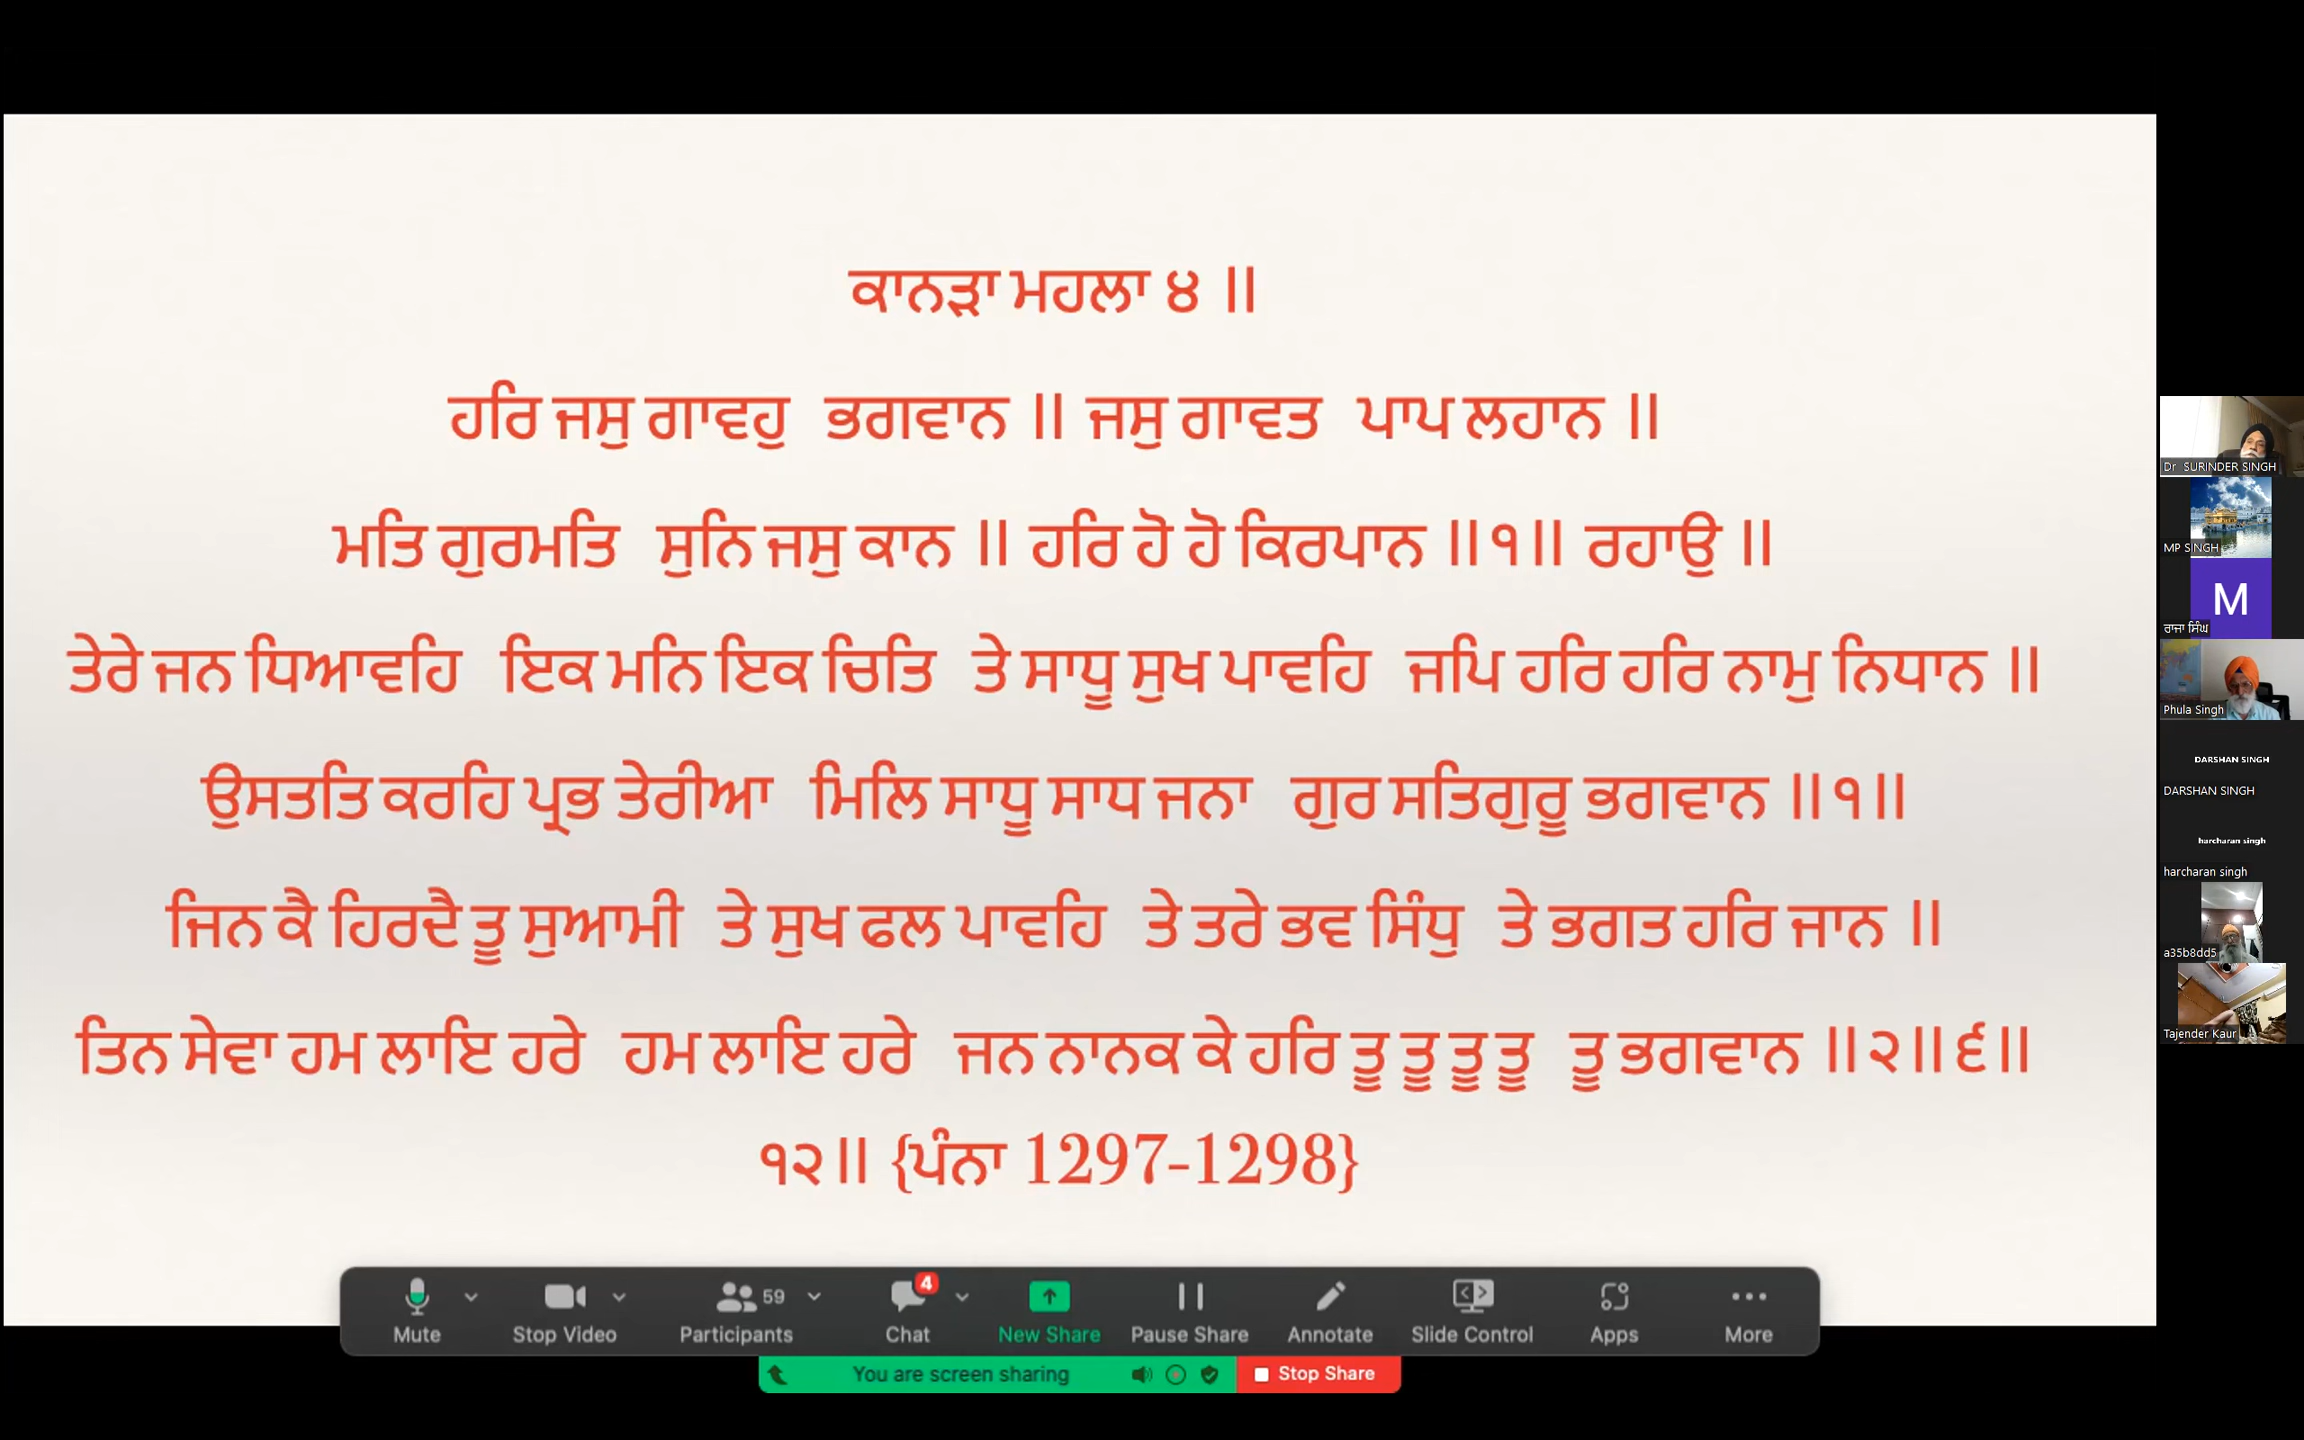 ਕਾਨੜਾ ਮਹਲਾ ੪ ॥
ਹਰਿ ਜਸੁ ਗਾਵਹੁ ਭਗਵਾਨ ॥ ਜਸੁ ਗਾਵਤ ਪਾਪ ਲਹਾਨ ॥
ਮਤਿ ਗੁਰਮਤਿ ਸੁਨਿ ਜਸੁ ਕਾਨ ॥ ਹਰਿ ਹੋ ਹੋ ਕਿਰਪਾਨ ॥੧॥ ਰਹਾਉ ॥
ਤੇਰੇ ਜਨ ਧਿਆਵਹਿ ਇਕ ਮਨਿ ਇਕ ਚਿਤਿ ਤੇ ਸਾਧੂ ਸੁਖ ਪਾਵਹਿ ਜਪਿ ਹਰਿ ਹਰਿ ਨਾਮੁ ਨਿਧਾਨ ॥
ਉਸਤਤਿ ਕਰਹਿ ਪ੍ਰਭ ਤੇਰੀਆ ਮਿਲਿ ਸਾਧੂ ਸਾਧ ਜਨਾ ਗੁਰ ਸਤਿਗੁਰੂ ਭਗਵਾਨ ॥੧॥
ਜਿਨ ਕੈ ਹਿਰਦੈ ਤੂ ਸੁਆਮੀ ਤੇ ਸੁਖ ਫਲ ਪਾਵਹਿ ਤੇ ਤਰੇ ਭਵ ਸਿੰਧੁ ਤੇ ਭਗਤ ਹਰਿ ਜਾਨ ॥
ਤਿਨ ਸੇਵਾ ਹਮ ਲਾਇ ਹਰੇ ਹਮ ਲਾਇ ਹਰੇ ਜਨ ਨਾਨਕ ਕੇ ਹਰਿ ਤੂ ਤੂ ਤੂ ਤੂ ਤੂ ਭਗਵਾਨ ॥੨॥੬॥
੧੨॥ {ਪੰਨਾ 1297-1298}
Dr SURINDER SINGH
MP SINGH
M
ਰਾਜਾ ਸਿੰਘ
Phula Singh
DARSHAN SINGH
DARSHAN SINGH
harcharan singh
harcharan singh
a35b8dd5
Tajender Kaur
4
59
Mute Stop Video Participants Chat New Share Pause Share Annotate Slide Control Apps More
You are screen sharing Stop Share